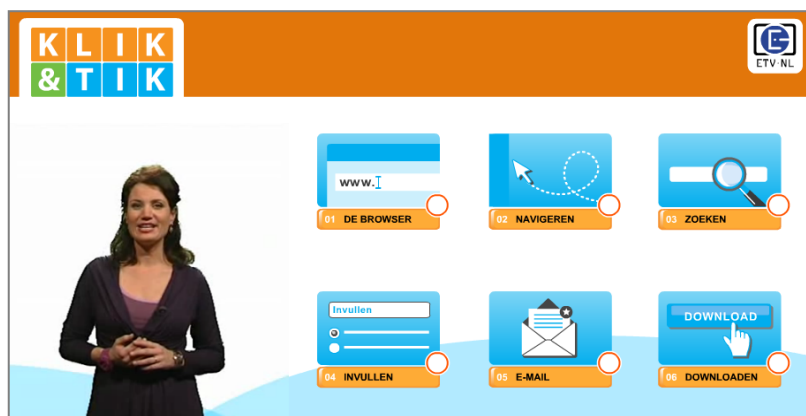 KLIK
&TIK
ETV·NL
www.
01 DE BROWSER
02 NAVIGEREN
03 ZOEKEN
Invullen
DOWNLOAD
04 INVULLEN
05 E-MAIL
06 DOWNLOADEN